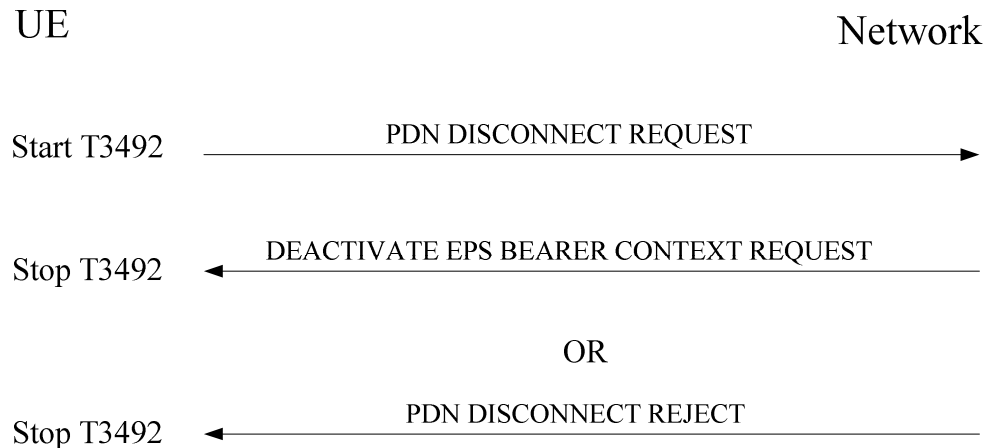 UE
Network
Start T3492
PDN DISCONNECT REQUEST
Stop T3492
DEACTIVATE EPS BEARER CONTEXT REQUEST
OR
Stop T3492
PDN DISCONNECT REJECT